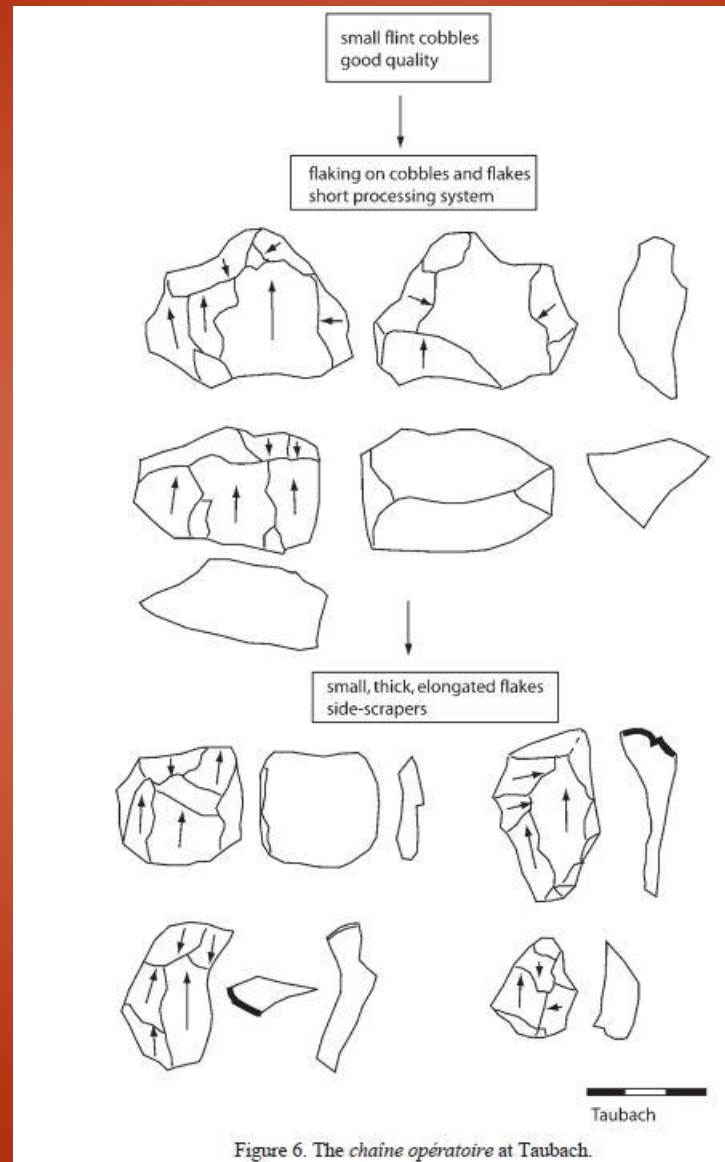 small flint cobbles
good quality
flaking on cobbles and flakes
short processing system
small, thick, elongated flakes
side-scrapers
Taubach
Figure 6. The chaîne opératoire at Taubach.